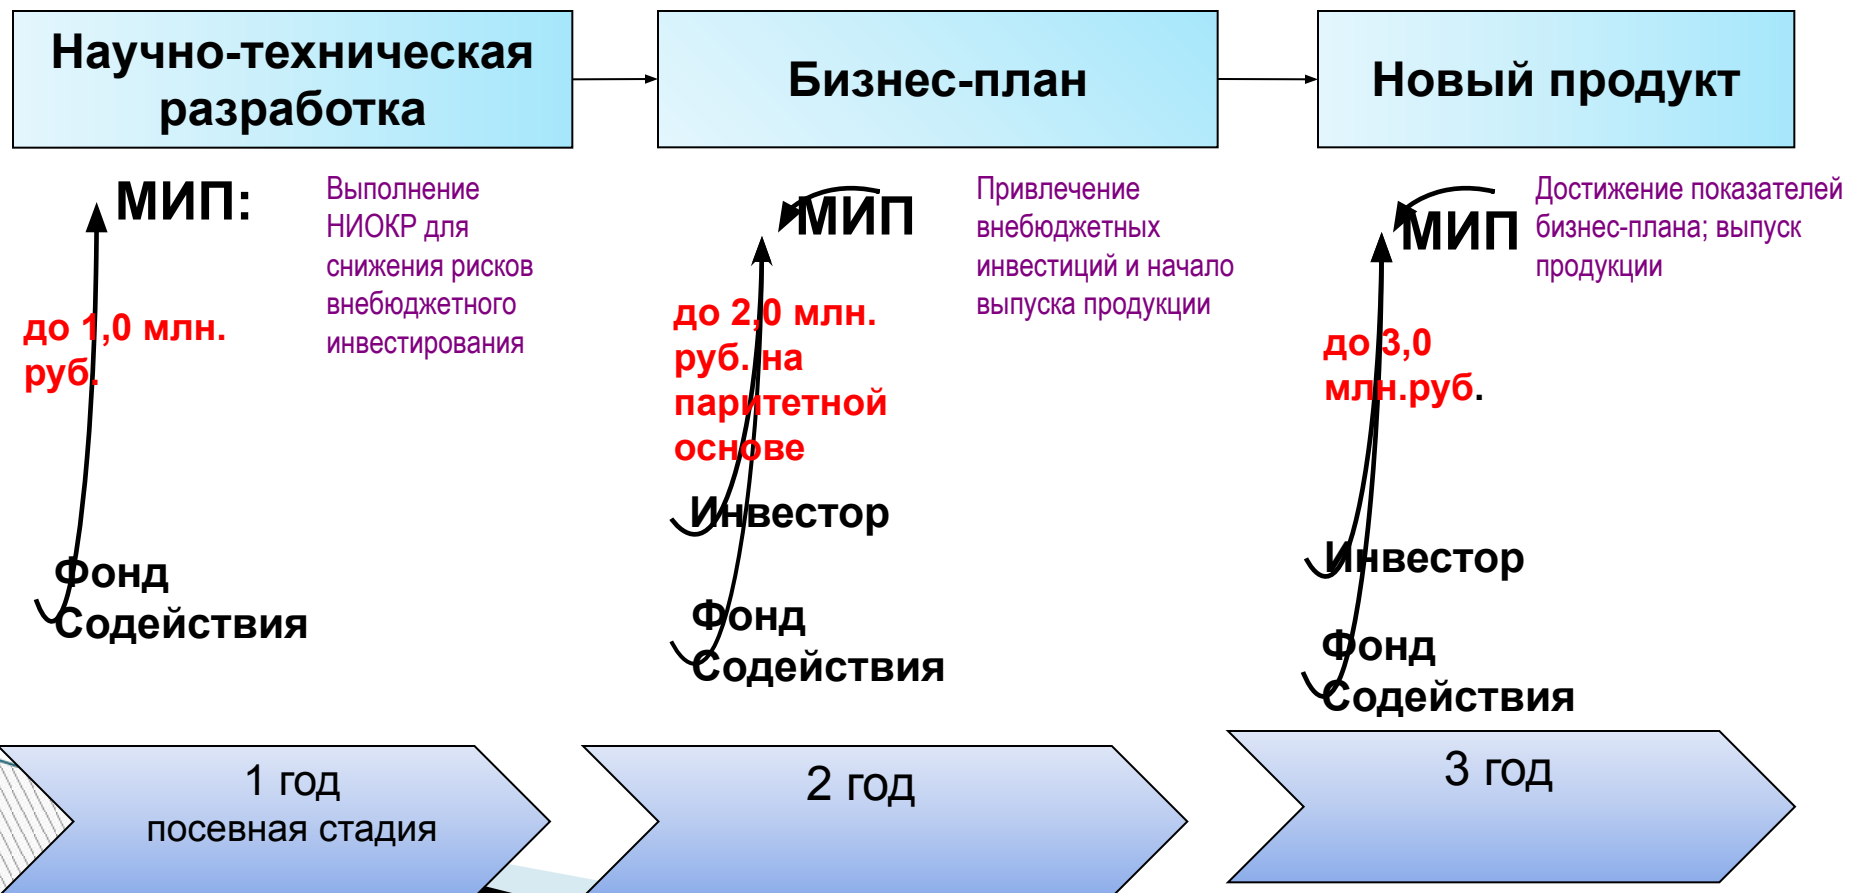 Научно-техническая
разработка
Бизнес-план
Новый продукт
МИП:
Выполнение
НИОКР для
снижения рисков
внебюджетного
инвестирования
до 1,0 млн.
руб.
Фонд
Содействия
МИП
Привлечение
внебюджетных
инвестиций и начало
выпуска продукции
до 2,0 млн.
руб. на
паритетной
основе
Инвестор
Фонд
Содействия
МИП
Достижение показателей
бизнес-плана; выпуск
продукции
до 3,0
млн.руб.
Инвестор
Фонд
Содействия
1 год
посевная стадия
2 год
3 год